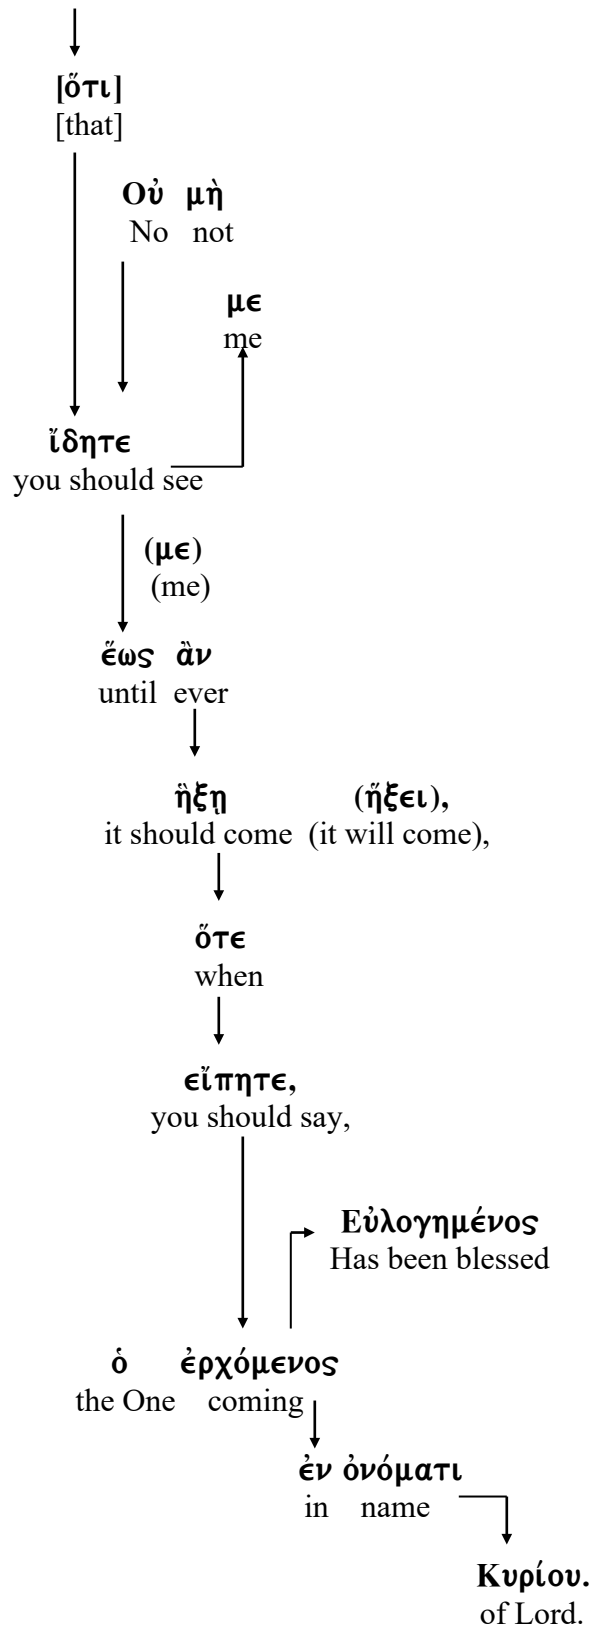 [ὅτι]
[that]
Οὐ μὴ
No not
με
me
ἴδητε
you should see
(με)
(me)
ἕως ἂν
until ever
ἢξῃ (ἥξει),
it should come (it will come),
ὅτε
when
εἴπητε,
you should say,
Εὐλογημένος
Has been blessed
ὁ ἐρχόμενος
the One coming
ἐν ὀνόματι
in name
Κυρίου.
of Lord.